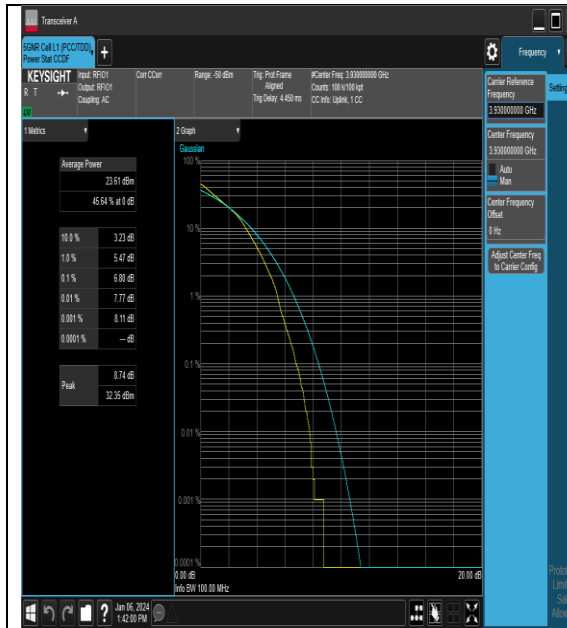 Transceiver A
5GNR Cell L1 (PCC/TDD),
Power Stat CCDF
Frequency
KEYSIGHT
R T
LV
Input: RFIO1
Output: RFIO1
Coupling: AC
Corr CCorr
Range: -50 dBm
Trig: Prot Frame
Aligned
Trig Delay: 4.450 ms
#Center Freq: 3.930000000 GHz
Counts: 100 k/100 kpt
CC Info: Uplink, 1 CC
Carrier Reference
Frequency
3.930000000 GHz
Setting
Center Frequency
3.930000000 GHz
Auto
Man
Center Frequency
Offset
0 Hz
Adjust Center Freq
to Carrier Config
1 Metrics
Average Power
23.61 dBm
45.64 % at 0 dB
10.0 % 3.23 dB
1.0 % 5.47 dB
0.1 % 6.80 dB
0.01 % 7.77 dB
0.001 % 8.11 dB
0.0001 % --- dB
Peak
8.74 dB
32.35 dBm
2 Graph
Gaussian
100 %
10 %
1 %
0.1 %
0.01 %
0.001 %
0.0001 %
0.00 dB
20.00 dB
Info BW 100.00 MHz
Jan 06, 2024
1:42:00 PM